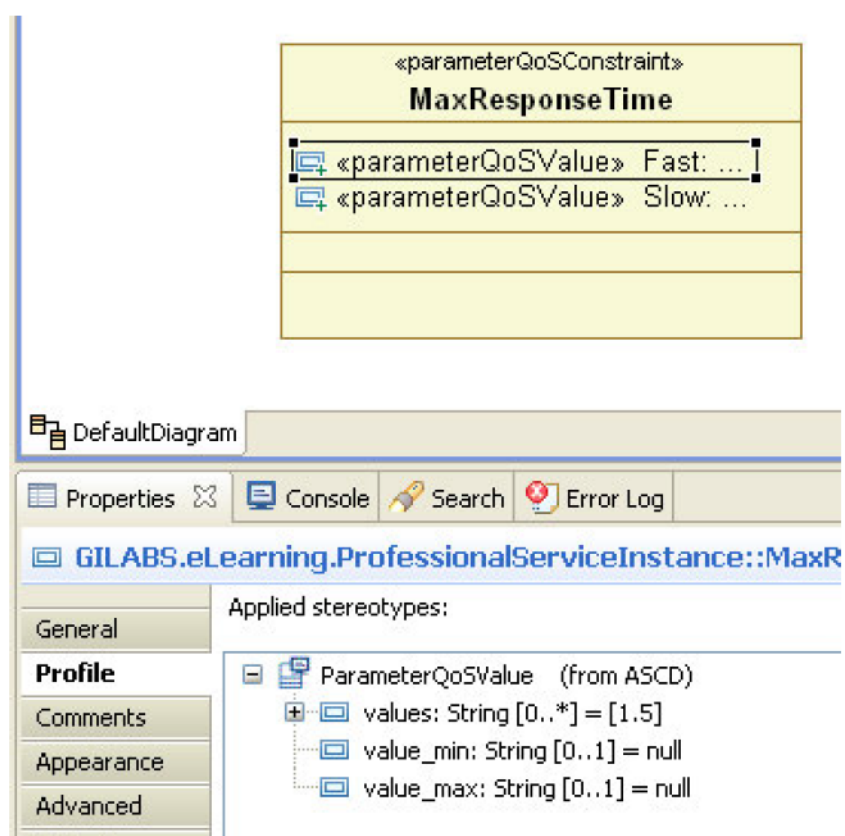 «parameterQoSConstraint»
MaxResponseTime
«parameterQoSValue» Fast: ...
«parameterQoSValue» Slow: ...
DefaultDiagram
Properties Console Search Error Log
GILABS.eLearning.ProfessionalServiceInstance::MaxR
Applied stereotypes:
General
Profile
ParameterQoSValue (from ASCD)
Comments
values: String [0..*] = [1.5]
value_min: String [0..1] = null
Appearance
value_max: String [0..1] = null
Advanced